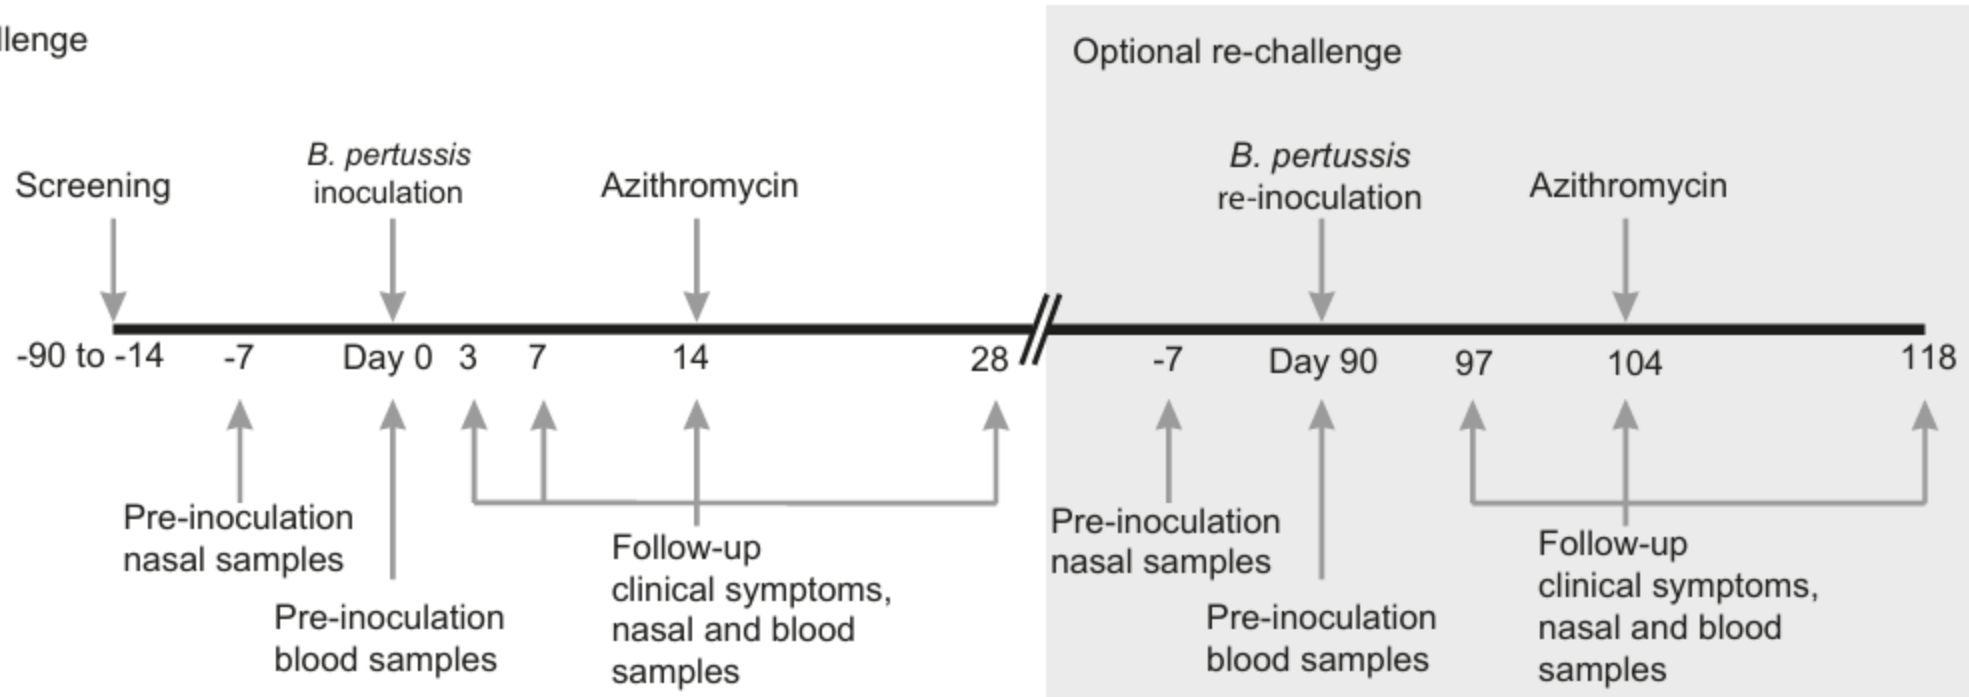 llenge
Optional re-challenge
Screening
B. pertussis
inoculation
Azithromycin
B. pertussis
re-inoculation
Azithromycin
-90 to -14 -7 Day 0 3 7 14 28 -7 Day 90 97 104 118
Pre-inoculation
nasal samples
Pre-inoculation
blood samples
Follow-up
clinical symptoms,
nasal and blood
samples
Pre-inoculation
nasal samples
Pre-inoculation
blood samples
Follow-up
clinical symptoms,
nasal and blood
samples